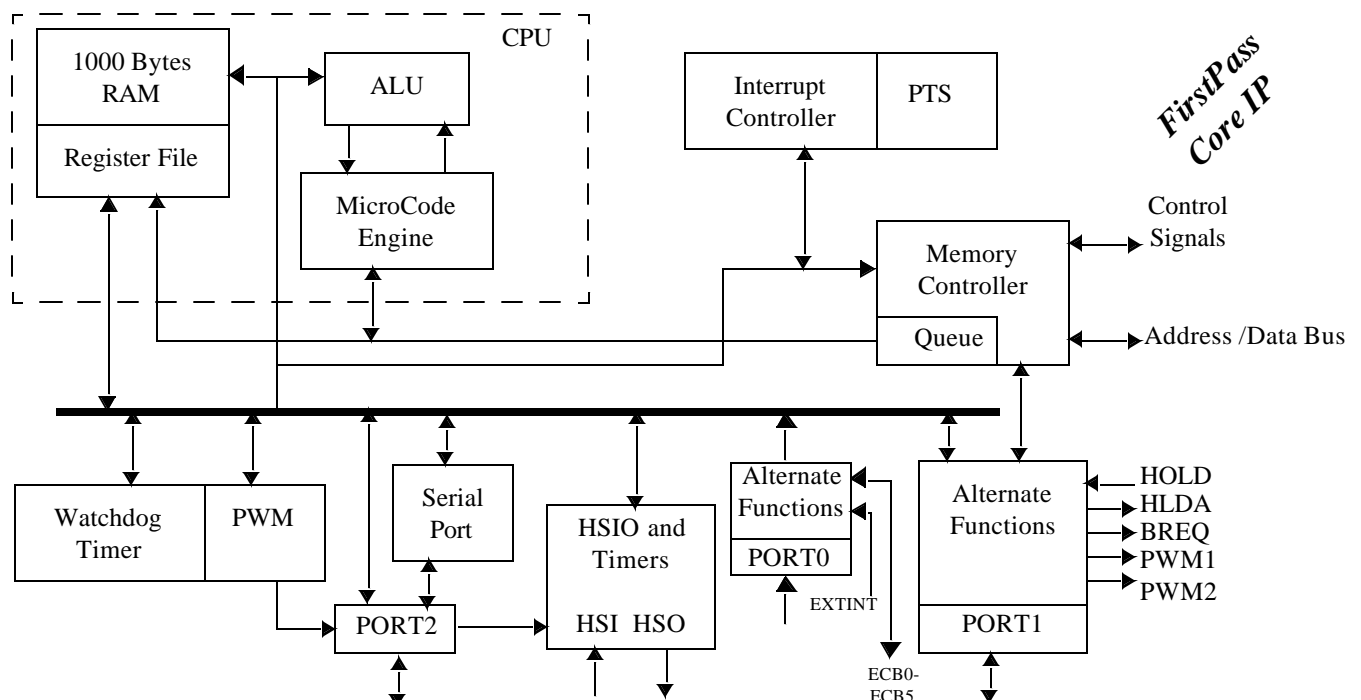 CPU
1000 Bytes
RAM
Register File
ALU
MicroCode
Engine
Interrupt
Controller
PTS
FirstPass
Core IP
Memory
Controller
Queue
Control
Signals
Address /Data Bus
Watchdog
Timer
PWM
Serial
Port
PORT2
HSIO and
Timers
HSI HSO
Alternate
Functions
PORT0
EXTINT
ECB0-
ECB5
Alternate
Functions
PORT1
HOLD
HLDA
BREQ
PWM1
PWM2